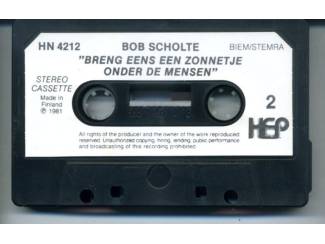 HN 4212 BOB SCHOLTE BIEM/STEMRA
"BRENG EENS EEN ZONNETJE
ONDER DE MENSEN"
STEREO
CASSETTE
Made in
Finland
℗ 1981
2
All rights of the producer and the owner of the work reproduced
reserved. Unauthorized copying, hiring, lending, public performance
and broadcasting of this recording prohibited.
HEP